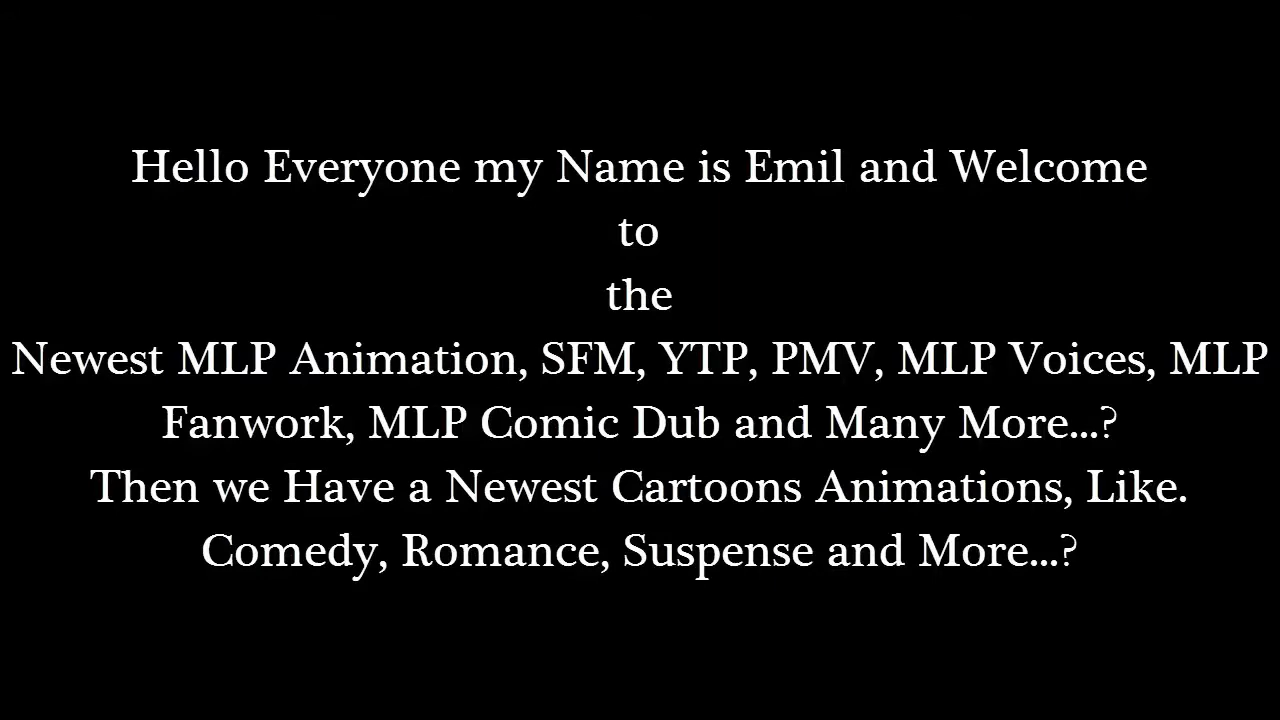 Hello Everyone my Name is Emil and Welcome
to
the
Newest MLP Animation, SFM, YTP, PMV, MLP Voices, MLP
Fanwork, MLP Comic Dub and Many More...?
Then we Have a Newest Cartoons Animations, Like.
Comedy, Romance, Suspense and More...?